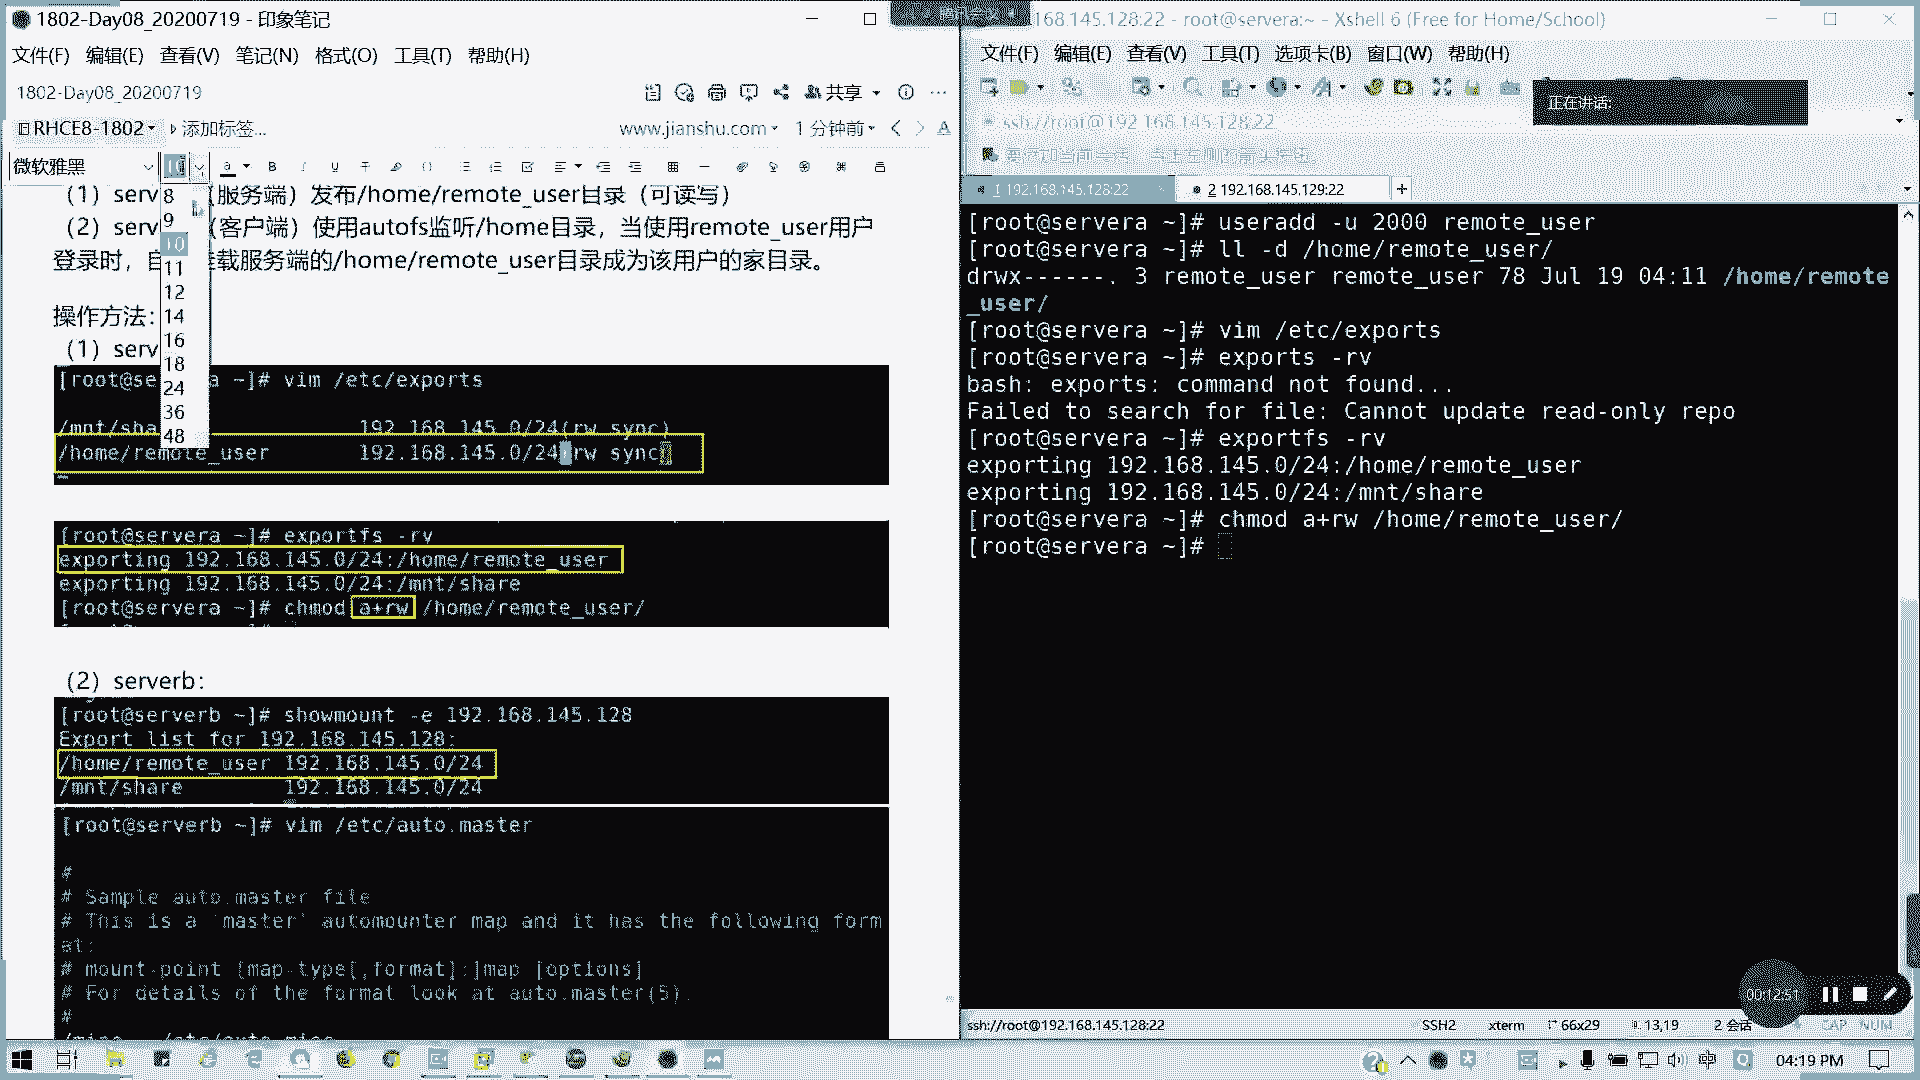 1802-Day08_20200719 - 印象笔记
文件(F) 编辑(E) 查看(V) 笔记(N) 格式(O) 工具(T) 帮助(H)
1802-Day08_20200719
共享
RHCE8-1802
添加标签...
www.jianshu.com
1 分钟前
微软雅黑
10
8
9
10
11
12
14
16
18
24
36
48
（1）serv （服务端）发布/home/remote_user目录（可读写）
（2）serv （客户端）使用autofs监听/home目录，当使用remote_user用户
登录时，自 挂载服务端的/home/remote_user目录成为该用户的家目录。
操作方法：
（1）serv
[root@se a ~]# vim /etc/exports
/mnt/sha 192.168.145.0/24(rw,sync)
/home/remote_user 192.168.145.0/24(rw,sync)
[root@servera ~]# exportfs -rv
exporting 192.168.145.0/24:/home/remote_user
exporting 192.168.145.0/24:/mnt/share
[root@servera ~]# chmod a+rw /home/remote_user/
（2）serverb：
[root@serverb ~]# showmount -e 192.168.145.128
Export list for 192.168.145.128:
/home/remote_user 192.168.145.0/24
/mnt/share 192.168.145.0/24
[root@serverb ~]# vim /etc/auto.master
#
# Sample auto.master file
# This is a 'master' automounter map and it has the following form
at:
# mount-point [map-type[,format]:]map [options]
# For details of the format look at auto.master(5).
#
/misc /etc/auto.misc
168.145.128:22 - root@servera:~ - Xshell 6 (Free for Home/School)
文件(F) 编辑(E) 查看(V) 工具(T) 选项卡(B) 窗口(W) 帮助(H)
正在讲话:
ssh://root@192.168.145.128:22
1 192.168.145.128:22
2 192.168.145.129:22
[root@servera ~]# useradd -u 2000 remote_user
[root@servera ~]# ll -d /home/remote_user/
drwx------. 3 remote_user remote_user 78 Jul 19 04:11 /home/remote
_user/
[root@servera ~]# vim /etc/exports
[root@servera ~]# exports -rv
bash: exports: command not found...
Failed to search for file: Cannot update read-only repo
[root@servera ~]# exportfs -rv
exporting 192.168.145.0/24:/home/remote_user
exporting 192.168.145.0/24:/mnt/share
[root@servera ~]# chmod a+rw /home/remote_user/
[root@servera ~]#
00:12:51
ssh://root@192.168.145.128:22
SSH2
xterm
66x29
13,19
2 会话
CAP NUM
中
04:19 PM